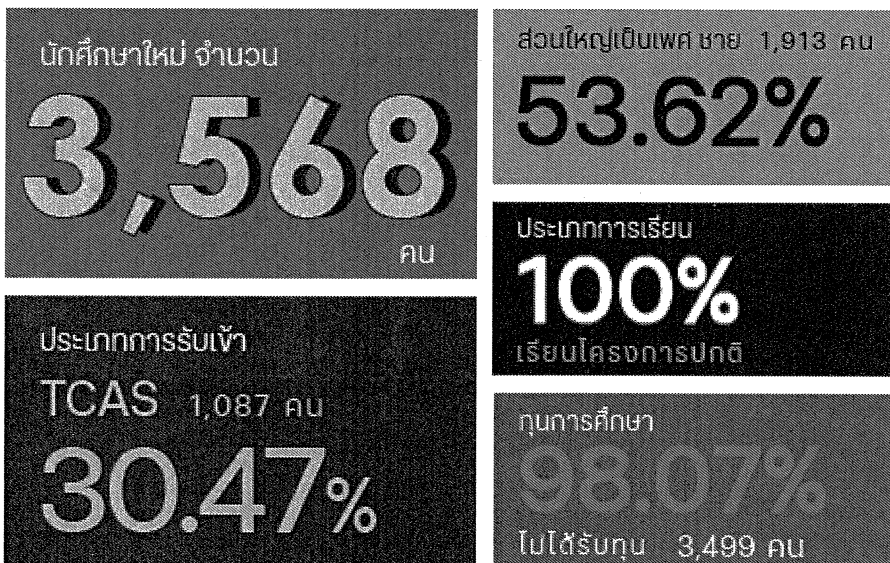 นักศึกษาใหม่ จำนวน
3,568
คน
ส่วนใหญ่เป็นเพศ ชาย 1,913 คน
53.62%
ประเภทการเรียน
100%
เรียนโครงการปกติ
ประเภทการรับเข้า
TCAS 1,087 คน
30.47%
ทุนการศึกษา
98.07%
ไม่ได้รับทุน 3,499 คน